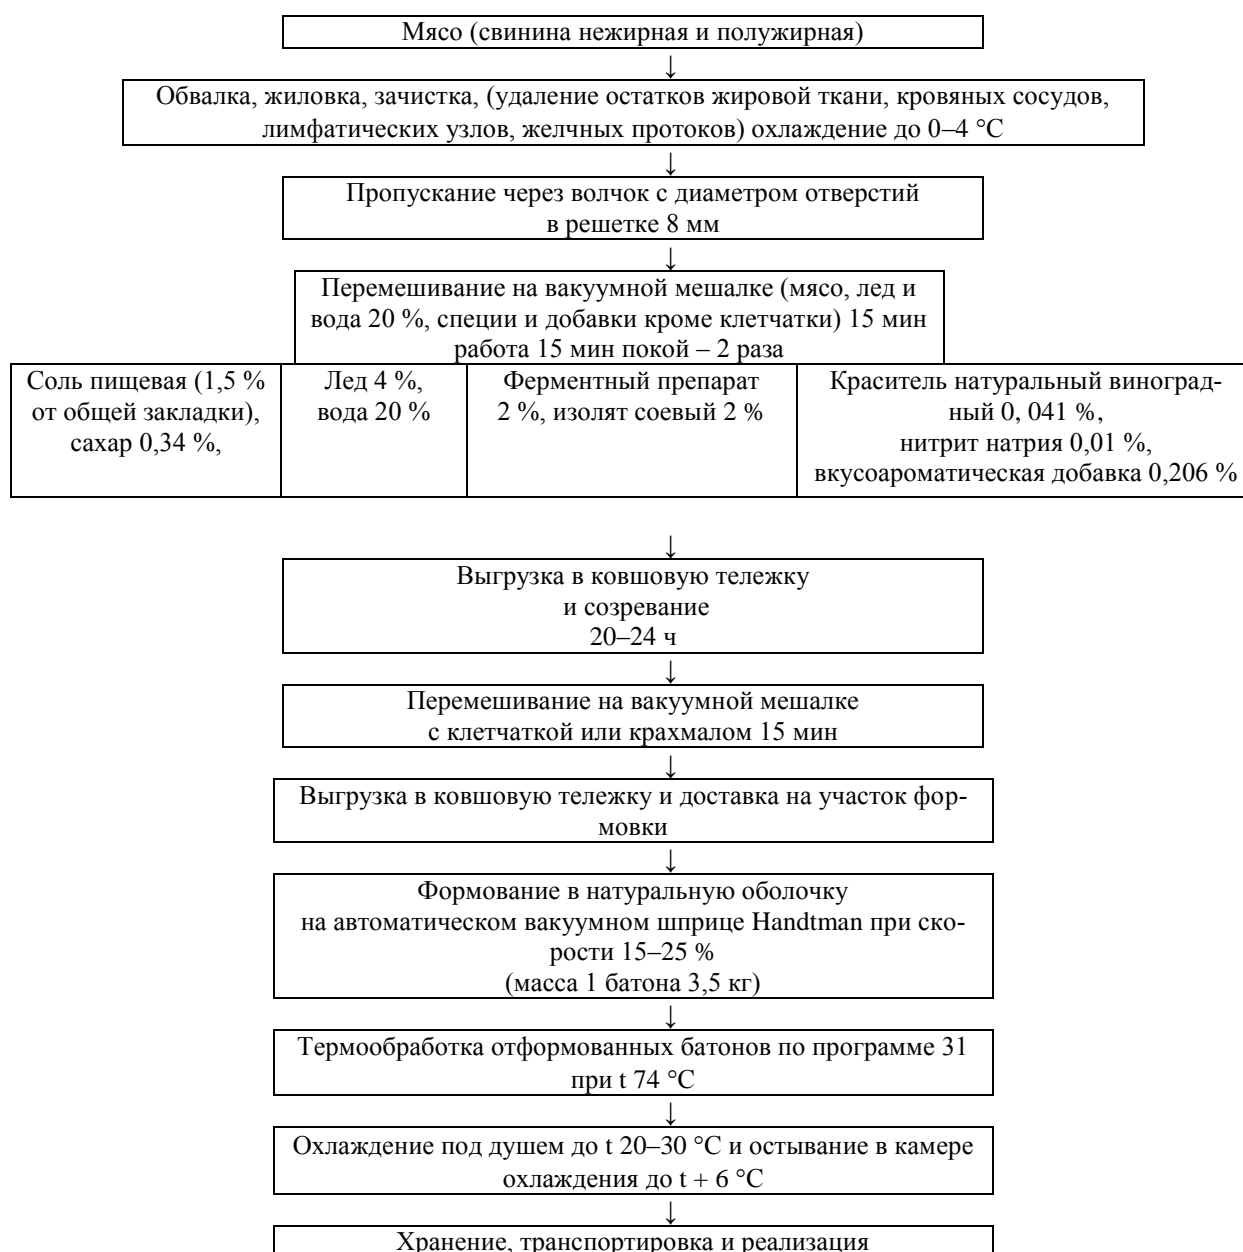 Мясо (свинина нежирная и полужирная)
↓
Обвалка, жиловка, зачистка, (удаление остатков жировой ткани, кровяных сосудов,
лимфатических узлов, желчных протоков) охлаждение до 0–4 °С
↓
Пропускание через волчок с диаметром отверстий
в решетке 8 мм
↓
Перемешивание на вакуумной мешалке (мясо, лед и
вода 20 %, специи и добавки кроме клетчатки) 15 мин
работа 15 мин покой – 2 раза
Соль пищевая (1,5 %
от общей закладки),
сахар 0,34 %,
Лед 4 %,
вода 20 %
Ферментный препарат
2 %, изолят соевый 2 %
Краситель натуральный виноград-
ный 0, 041 %,
нитрит натрия 0,01 %,
вкусоароматическая добавка 0,206 %
↓
Выгрузка в ковшовую тележку
и созревание
20–24 ч
↓
Перемешивание на вакуумной мешалке
с клетчаткой или крахмалом 15 мин
↓
Выгрузка в ковшовую тележку и доставка на участок фор-
мовки
↓
Формование в натуральную оболочку
на автоматическом вакуумном шприце Handtman при ско-
рости 15–25 %
(масса 1 батона 3,5 кг)
↓
Термообработка отформованных батонов по программе 31
при t 74 °С
↓
Охлаждение под душем до t 20–30 °С и остывание в камере
охлаждения до t + 6 °С
↓
Хранение, транспортировка и реализация